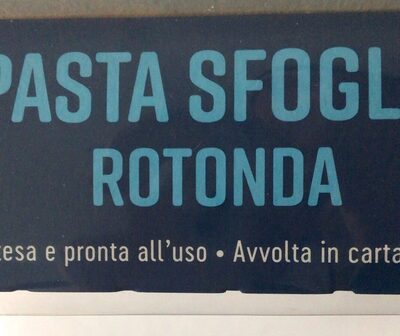 PASTA SFOGL
ROTONDA
tesa e pronta all'uso • Avvolta in carta